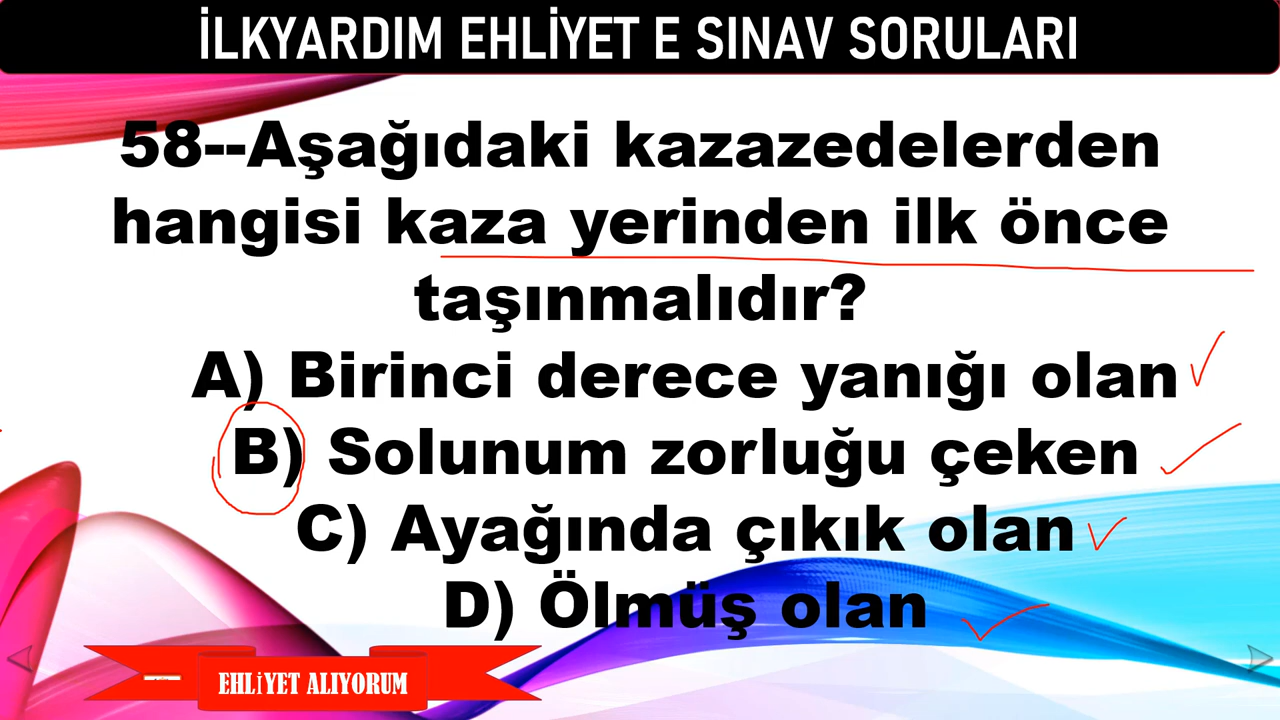 İLKYARDIM EHLİYET E SINAV SORULARI
58--Aşağıdaki kazazedelerden
hangisi kaza yerinden ilk önce
taşınmalıdır?
A) Birinci derece yanığı olan
B) Solunum zorluğu çeken
C) Ayağında çıkık olan
D) Ölmüş olan
EHLİYET ALIYORUM